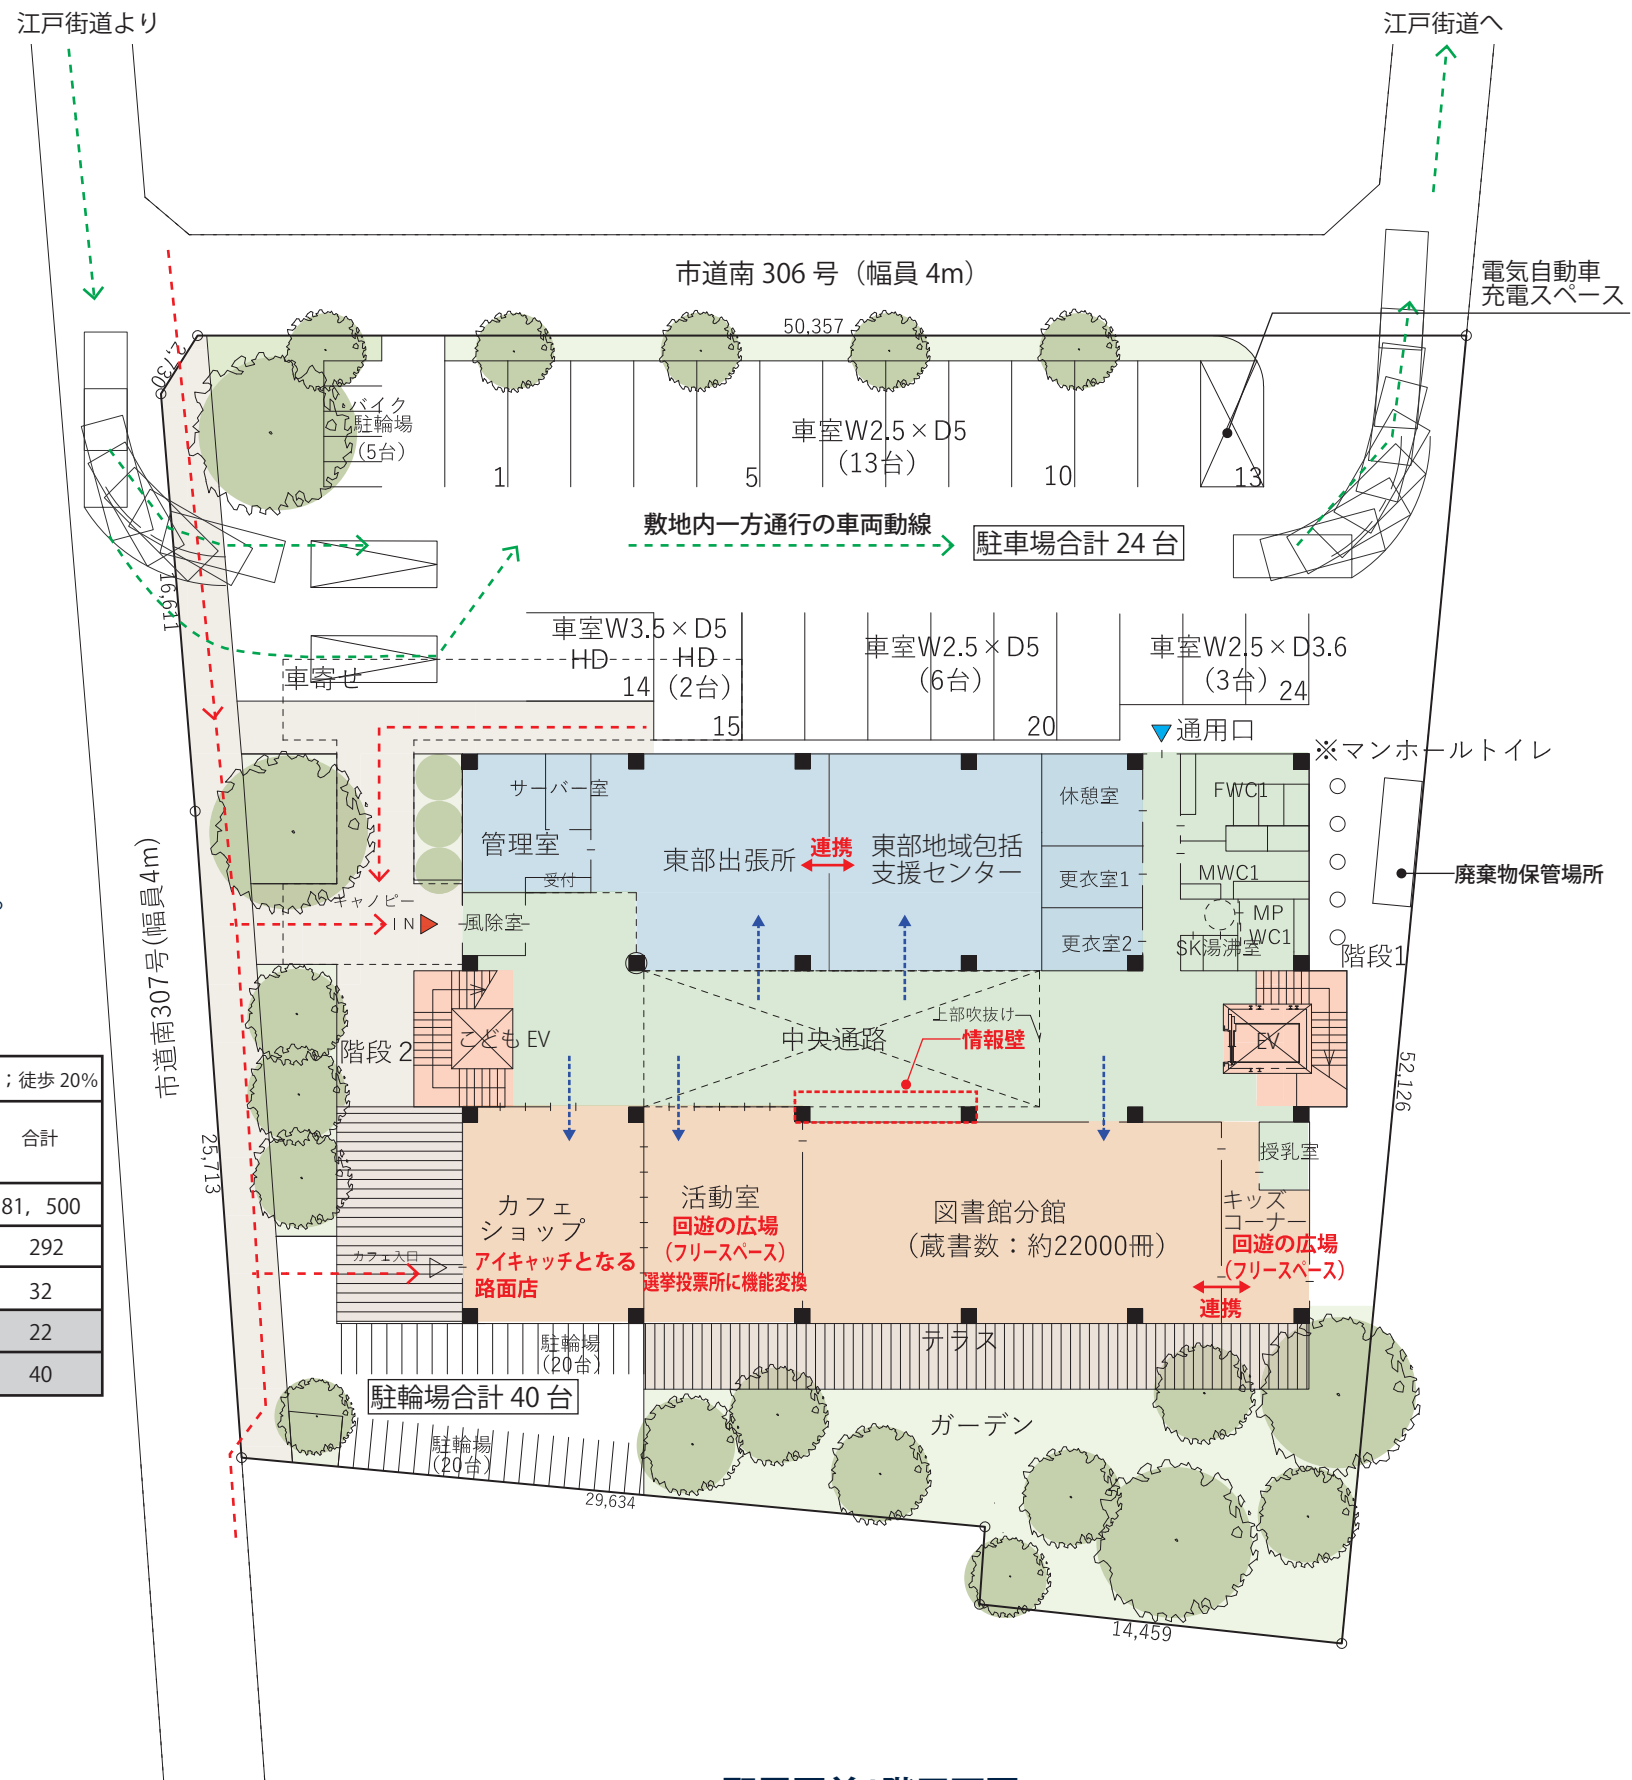 江戸街道より
江戸街道へ
市道南 306 号（幅員 4m）
電気自動車
充電スペース
50,357
2,730
バイク
駐輪場
（5台）
車室W2.5×D5
（13台）
1
5
10
13
敷地内一方通行の車両動線
駐車場合計 24 台
16,611
車室W3.5×D5
HD
HD
（2台）
14
15
車室W2.5×D5
（6台）
20
車室W2.5×D3.6
（3台）
24
車寄せ
通用口
※マンホールトイレ
サーバー室
管理室
受付
東部出張所
連携
東部地域包括
支援センター
休憩室
更衣室1
更衣室2
FWC1
MWC1
MP
WC1
SK
湯沸室
廃棄物保管場所
キャノピー
IN
風除室
階段1
市道南307号(幅員4m)
階段 2
こども EV
中央通路
上部吹抜け
情報壁
EV
52,126
；徒歩 20%
合計
81，500
292
32
22
40
25,713
授乳室
カフェ
ショップ
アイキャッチとなる
路面店
カフェ入口
活動室
回遊の広場
（フリースペース）
選挙投票所に機能変換
図書館分館
（蔵書数：約22000冊）
キッズ
コーナー
回遊の広場
（フリースペース）
連携
テラス
駐輪場
（20台）
駐輪場合計 40 台
駐輪場
（20台）
ガーデン
29,634
14,459